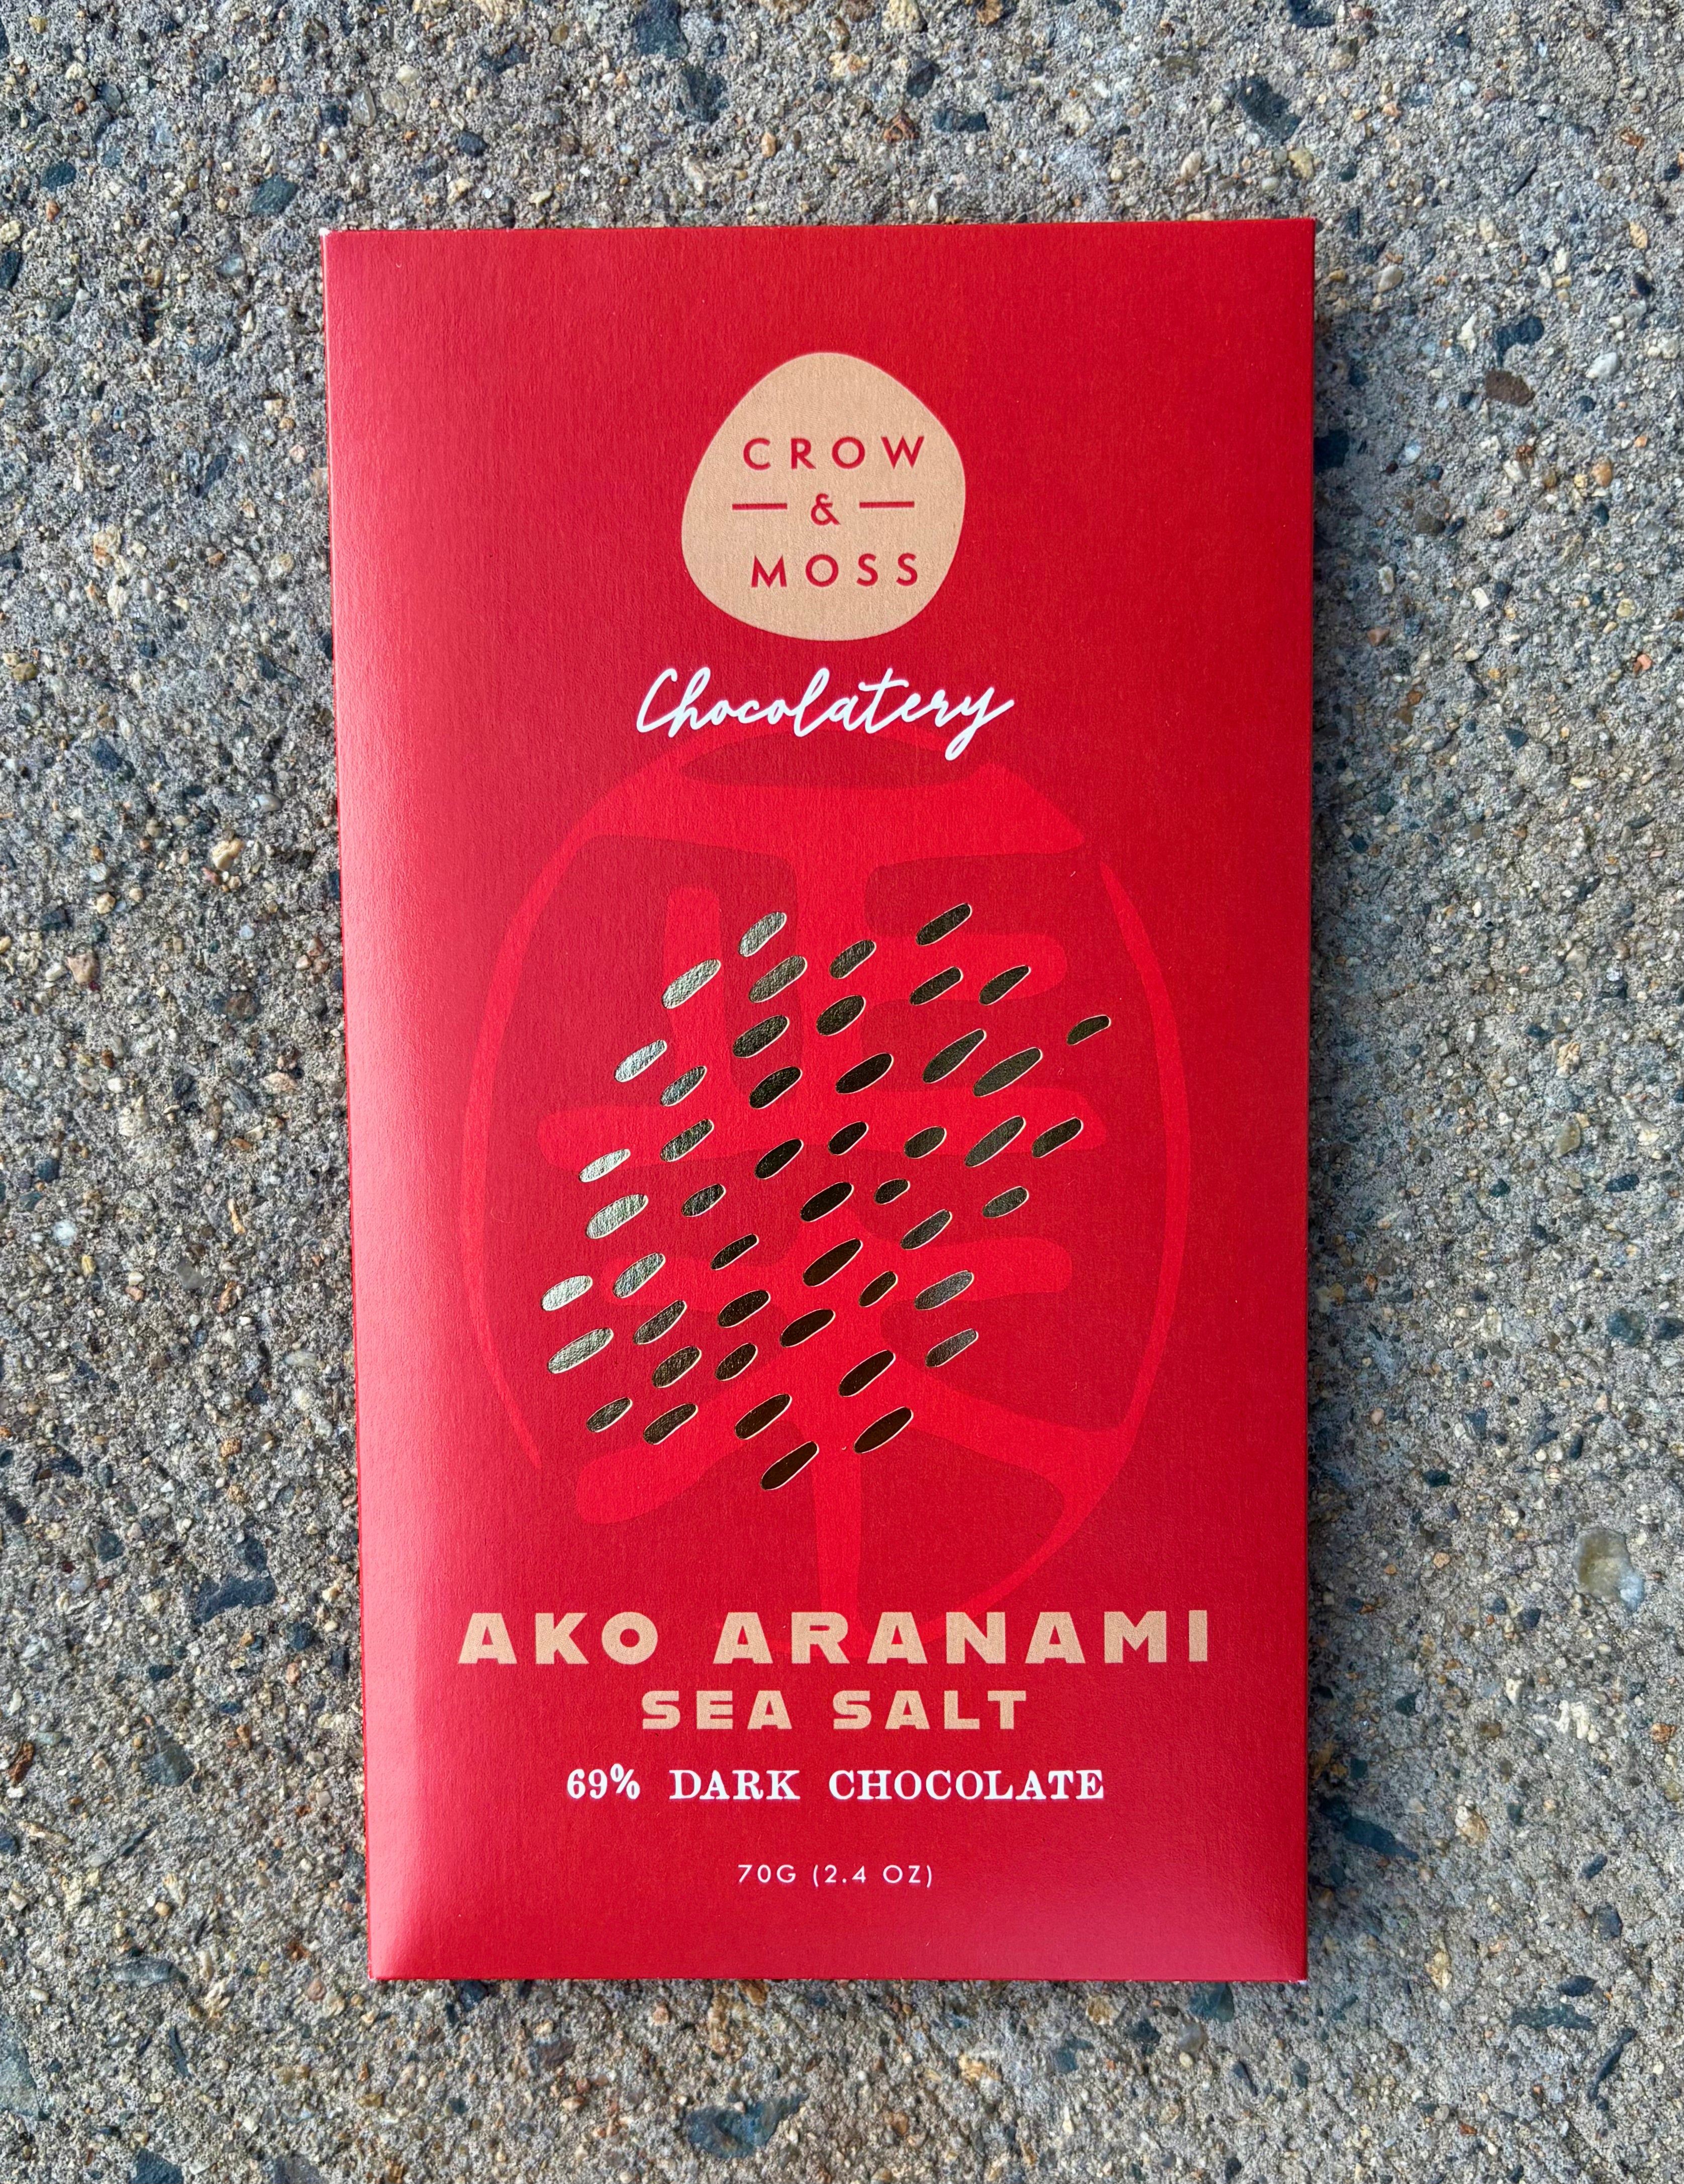 CROW
&
MOSS
Chocolatery
AKO ARANAMI
SEA SALT
69% DARK CHOCOLATE
70G (2.4 OZ)